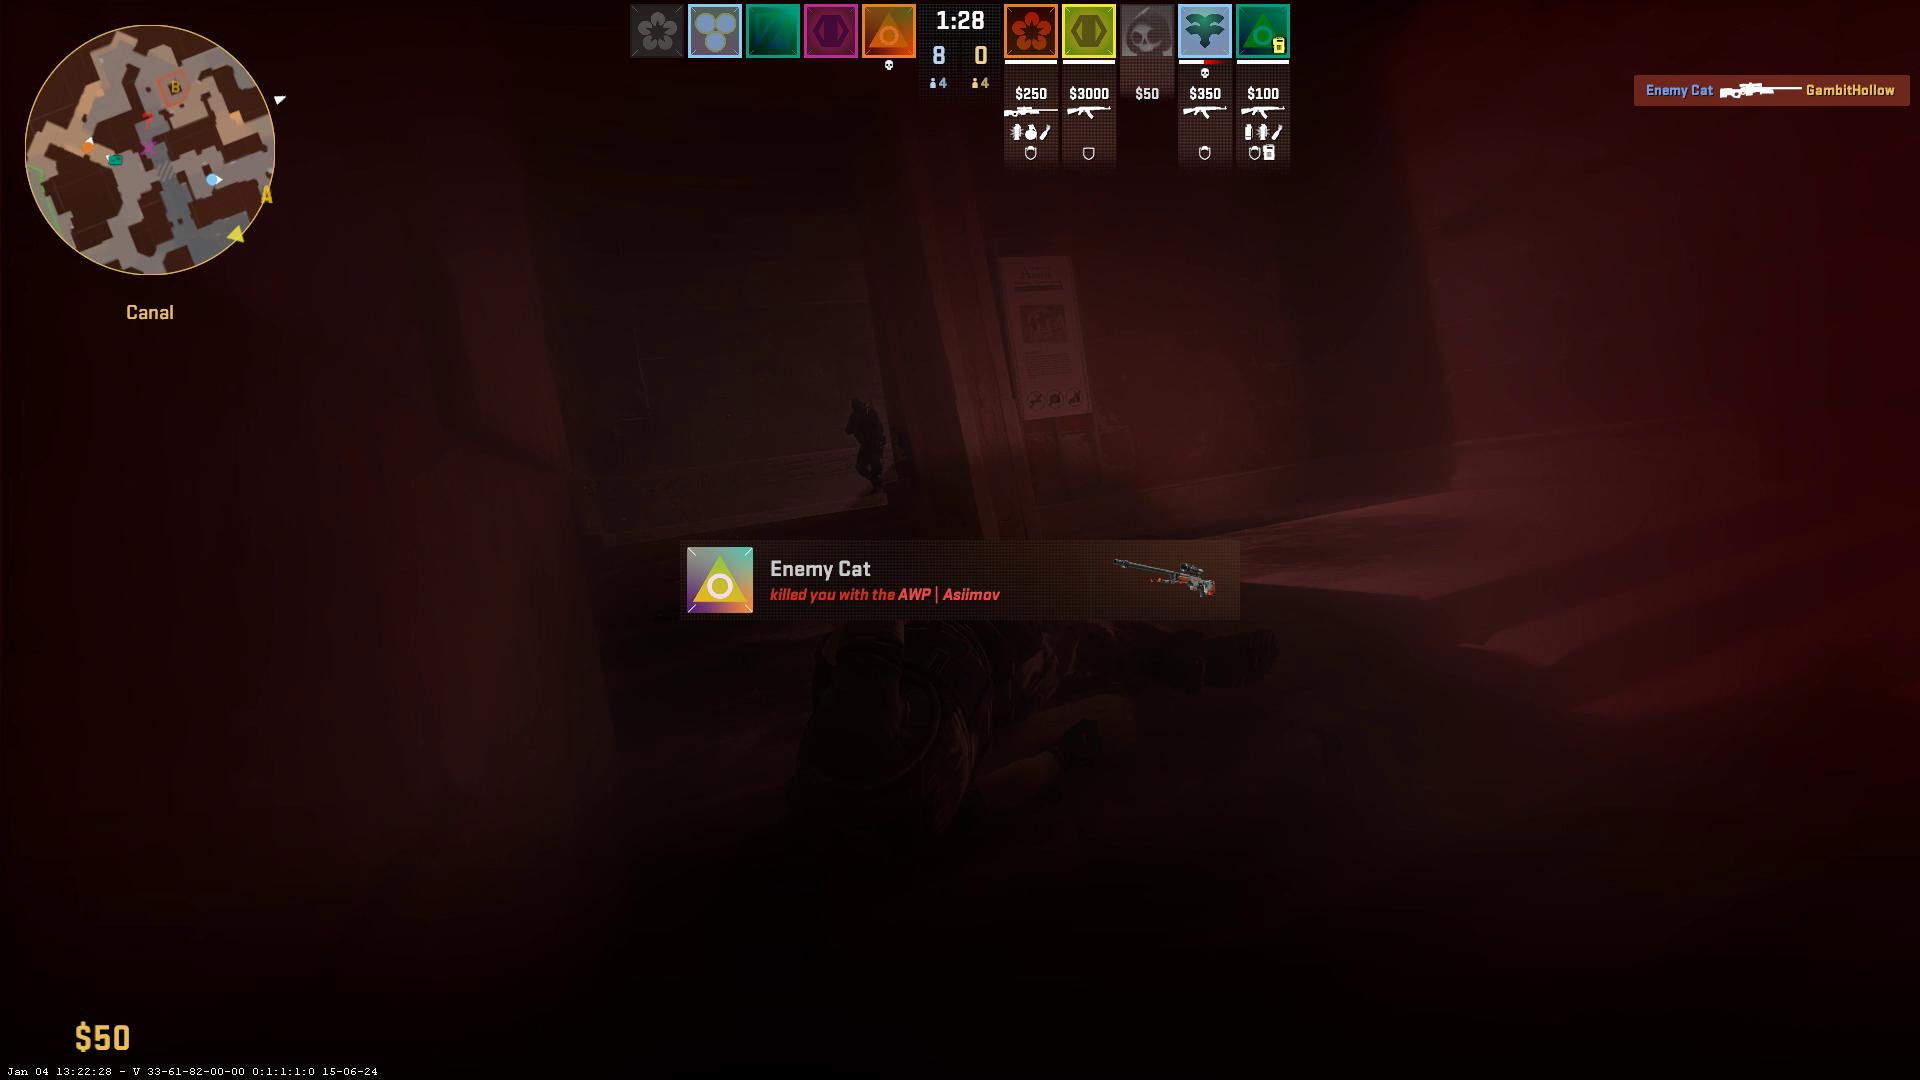 1:28
8 0
4 4
B
?
A
Canal
$250 $3000 $50 $350 $100
Enemy Cat GambitHollow
Enemy Cat
killed you with the AWP | Asiimov
$50
Jan 04 13:22:28 - V 33-61-82-00-00 0:1:1:1:0 15-06-24